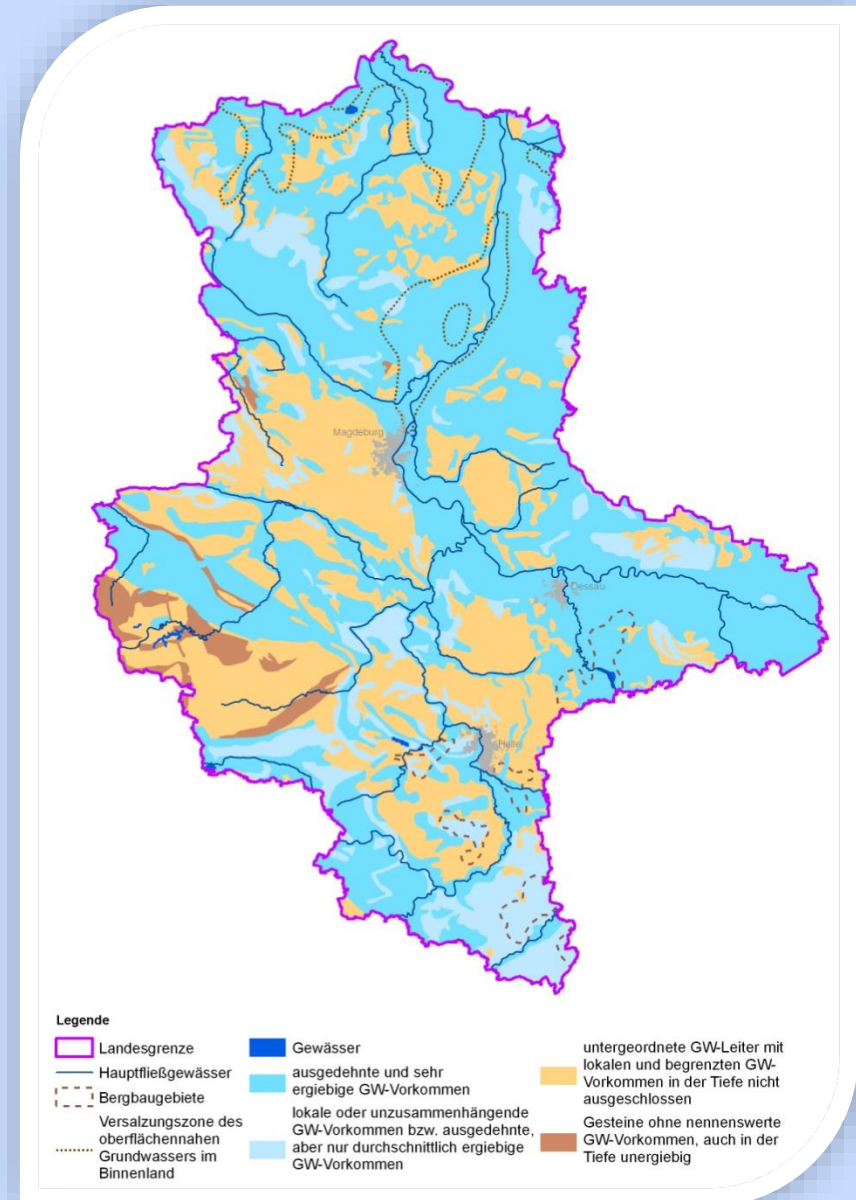 Magdeburg
Dessau
Halle
Legende
Landesgrenze
Hauptfließgewässer
Bergbaugebiete
Versalzungszone des
oberflächennahen
Grundwassers im
Binnenland
Gewässer
ausgedehnte und sehr
ergiebige GW-Vorkommen
lokale oder unzusammenhängende
GW-Vorkommen bzw. ausgedehnte,
aber nur durchschnittlich ergiebige
GW-Vorkommen
untergeordnete GW-Leiter mit
lokalen und begrenzten GW-
Vorkommen in der Tiefe nicht
ausgeschlossen
Gesteine ohne nennenswerte
GW-Vorkommen, auch in der
Tiefe unergiebig